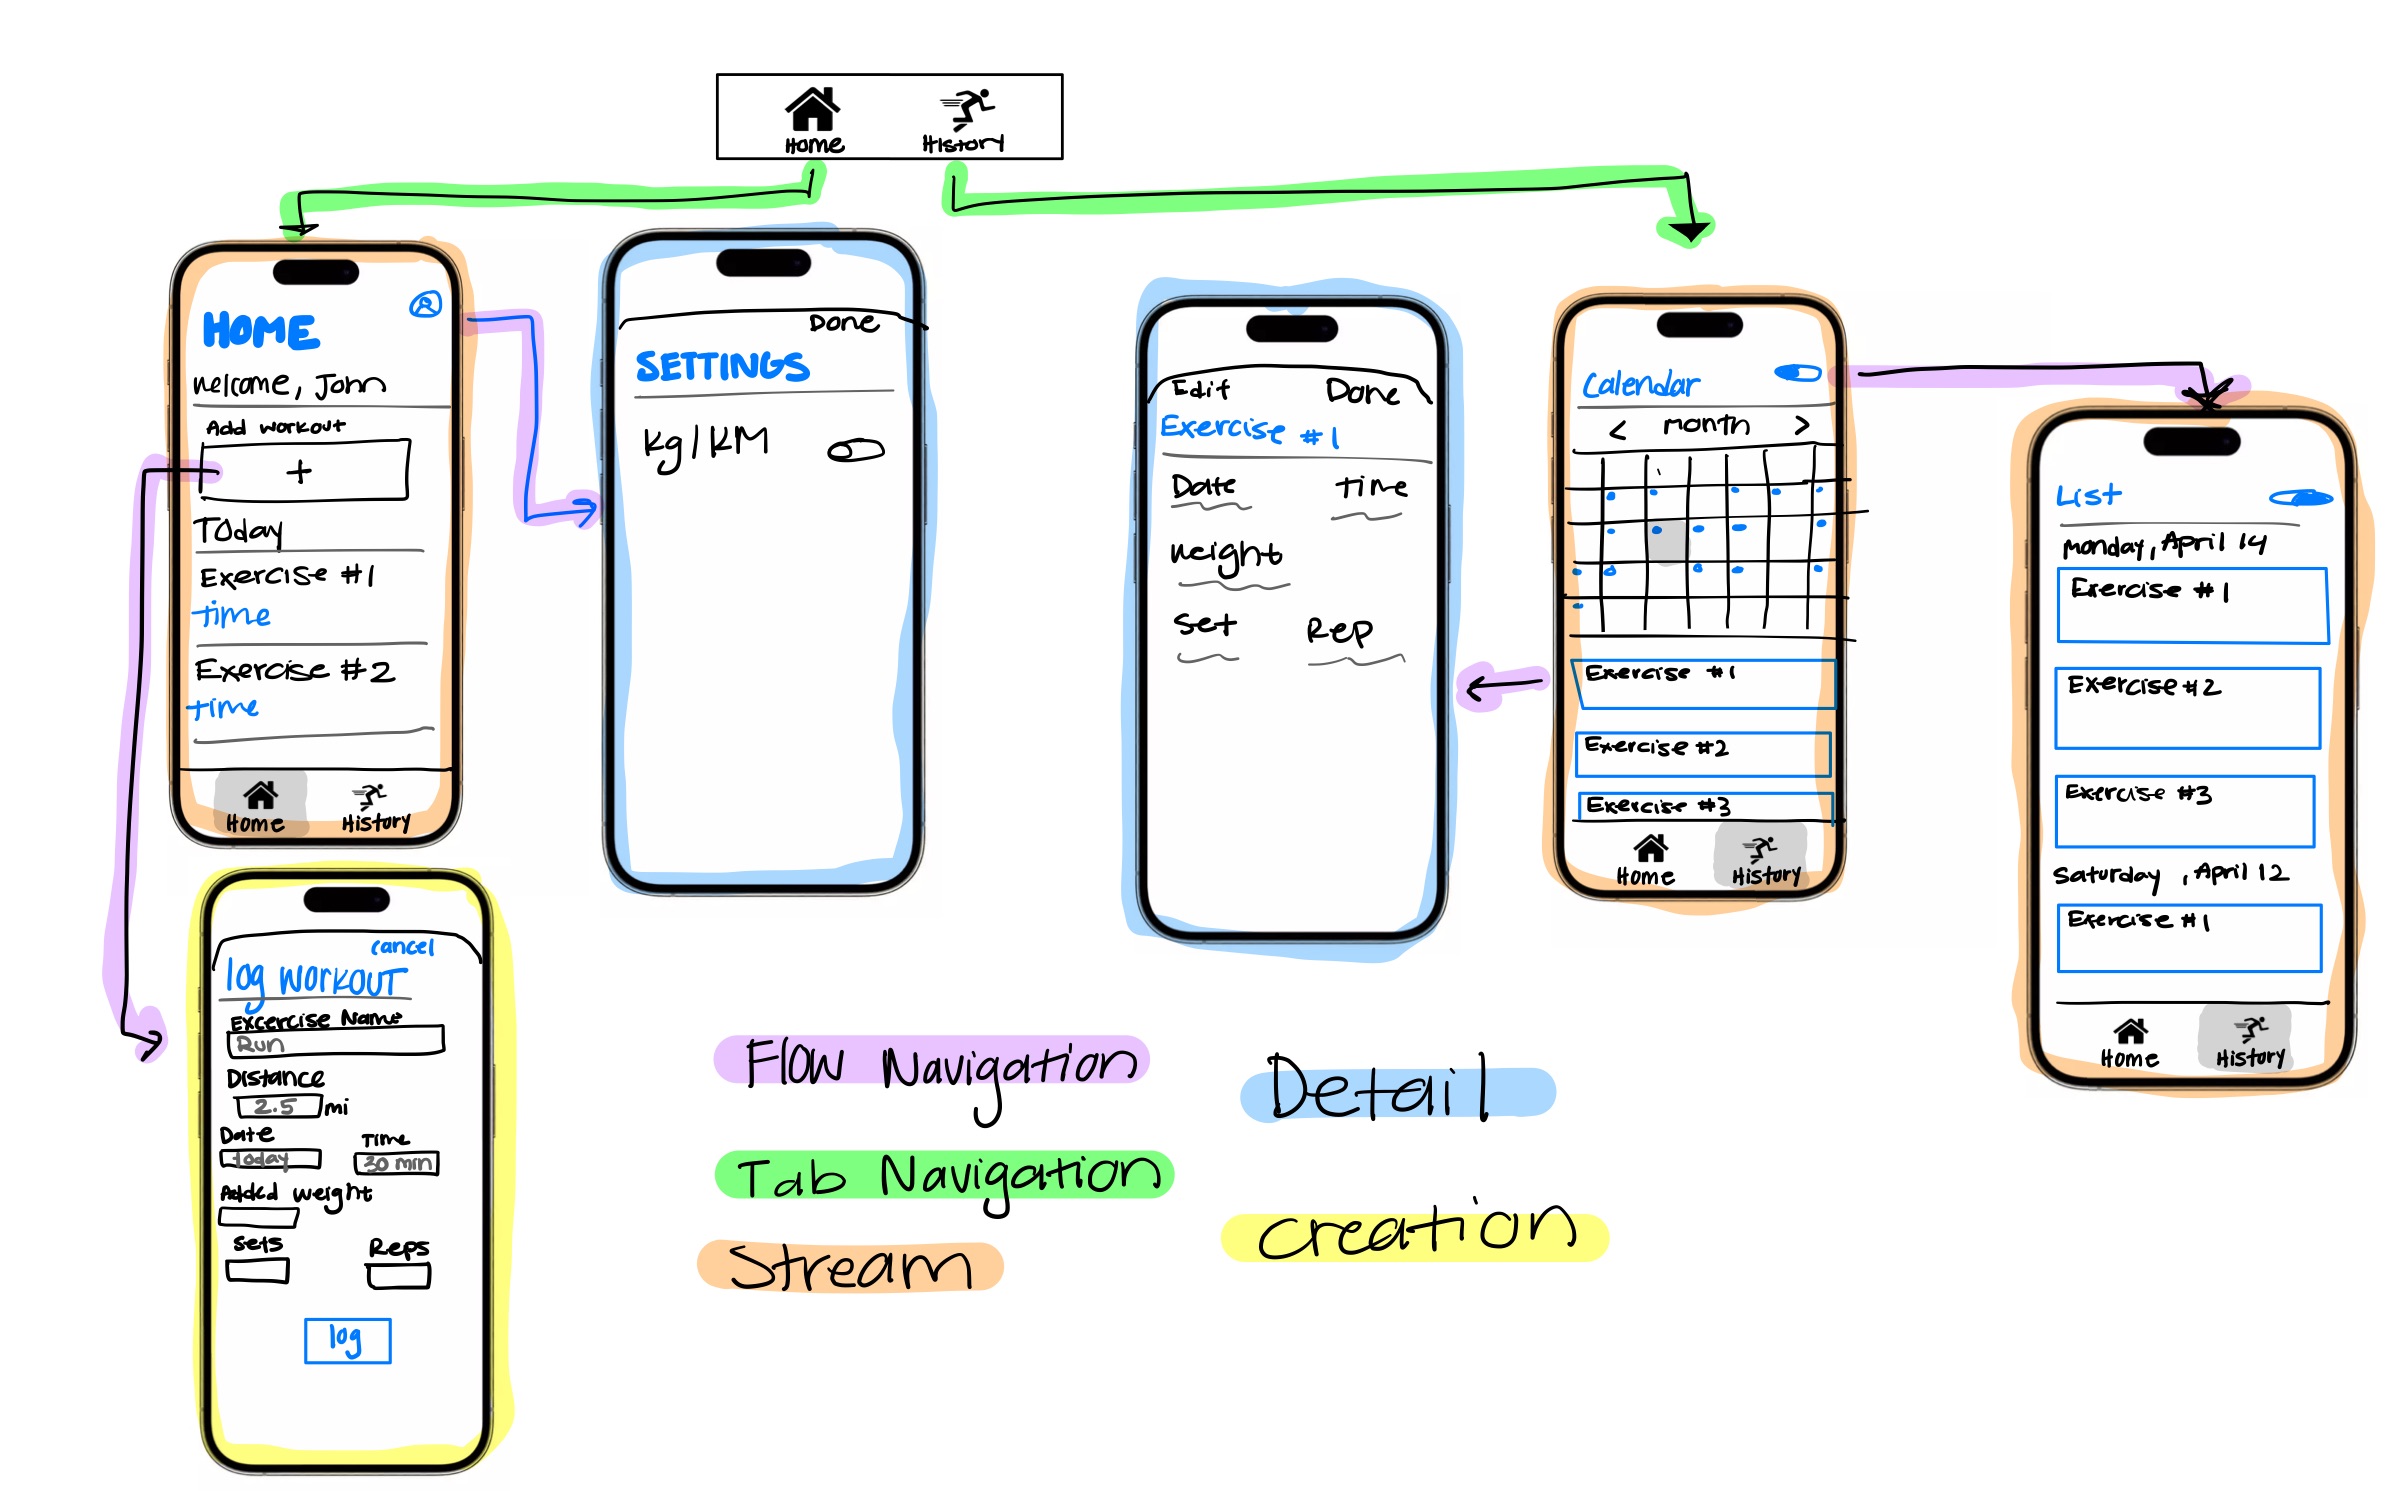 Home
History
HOME
Welcome, John
Add workout
+
Today
Exercise #1
time
Exercise #2
time
Home
History
Done
SETTINGS
kg/KM
Edit
Done
Exercise #1
Date
time
weight
set
Rep
Calendar
< month >
Exercise #1
Exercise #2
Exercise #3
Home
History
List
Monday, April 14
Exercise #1
Exercise #2
Exercise #3
Saturday, April 12
Exercise #1
Home
History
cancel
log workout
Excercise Name
Run
Distance
2.5 mi
Date
Time
today
30 min
Added weight
Sets
Reps
log
Flow Navigation
Tab Navigation
Stream
Detail
creation